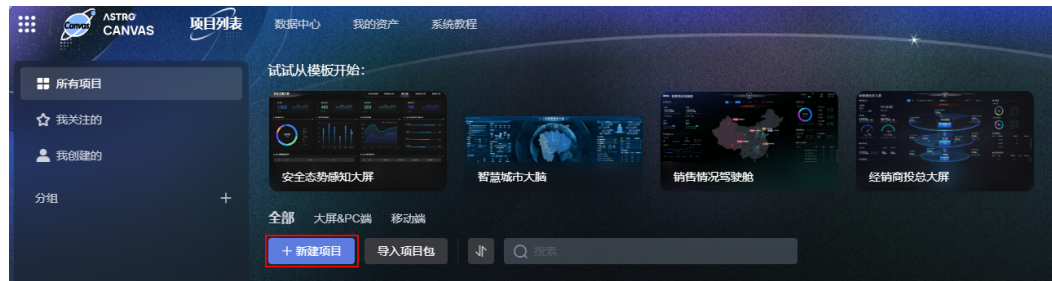 Canvas
ASTRO
CANVAS
项目列表 数据中心 我的资产 系统教程
所有项目
我关注的
我创建的
分组
试试从模板开始:
安全态势感知大屏 智慧城市大脑 销售情况驾驶舱 经销商投总大屏
全部 大屏&PC端 移动端
+ 新建项目 导入项目包 搜索